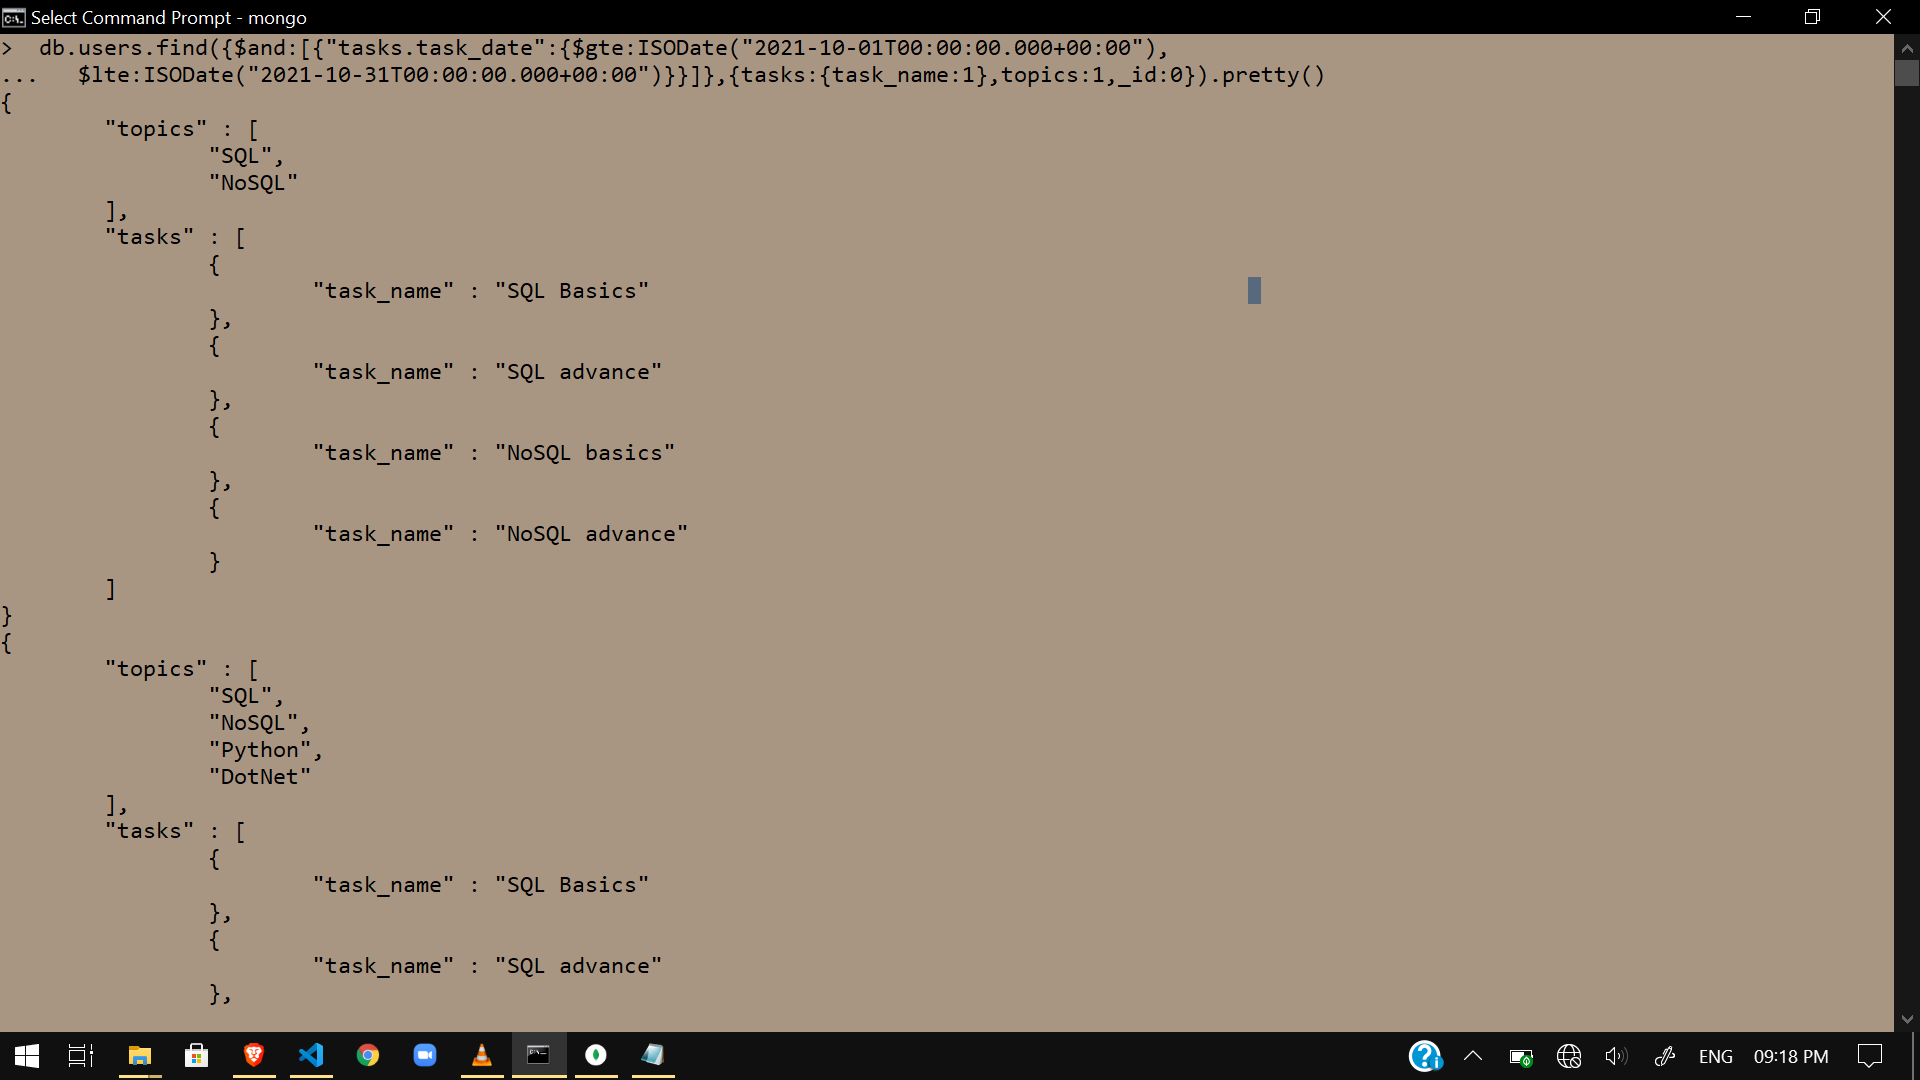 Select Command Prompt - mongo
>  db.users.find({$and:[{"tasks.task_date":{$gte:ISODate("2021-10-01T00:00:00.000+00:00"),
...   $lte:ISODate("2021-10-31T00:00:00.000+00:00")}}]},{tasks:{task_name:1},topics:1,_id:0}).pretty()
{
        "topics" : [
                "SQL",
                "NoSQL"
        ],
        "tasks" : [
                {
                        "task_name" : "SQL Basics"
                },
                {
                        "task_name" : "SQL advance"
                },
                {
                        "task_name" : "NoSQL basics"
                },
                {
                        "task_name" : "NoSQL advance"
                }
        ]
}
{
        "topics" : [
                "SQL",
                "NoSQL",
                "Python",
                "DotNet"
        ],
        "tasks" : [
                {
                        "task_name" : "SQL Basics"
                },
                {
                        "task_name" : "SQL advance"
                },
ENG 09:18 PM